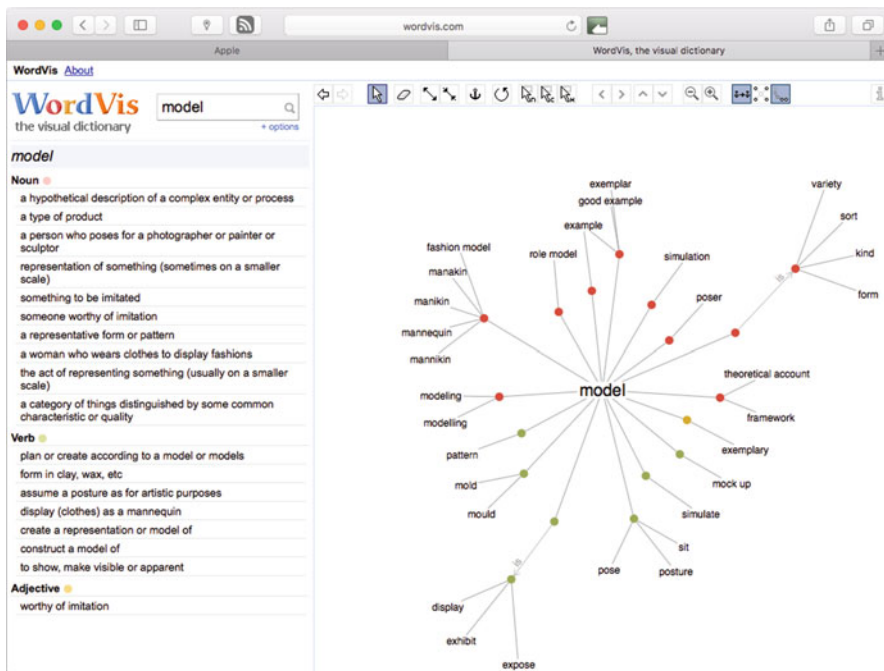 wordvis.com
Apple
WordVis, the visual dictionary
WordVis About
WordVis
the visual dictionary
model
+ options
model
Noun
a hypothetical description of a complex entity or process
a type of product
a person who poses for a photographer or painter or
sculptor
representation of something (sometimes on a smaller
scale)
something to be imitated
someone worthy of imitation
a representative form or pattern
a woman who wears clothes to display fashions
the act of representing something (usually on a smaller
scale)
a category of things distinguished by some common
characteristic or quality
Verb
plan or create according to a model or models
form in clay, wax, etc
assume a posture as for artistic purposes
display (clothes) as a mannequin
create a representation or model of
construct a model of
to show, make visible or apparent
Adjective
worthy of imitation
exemplar
good example
example
role model
simulation
poser
variety
sort
kind
form
is
fashion model
manakin
manikin
mannequin
mannikin
modeling
modelling
model
theoretical account
framework
exemplary
mock up
simulate
pattern
mold
mould
sit
posture
pose
is
display
exhibit
expose